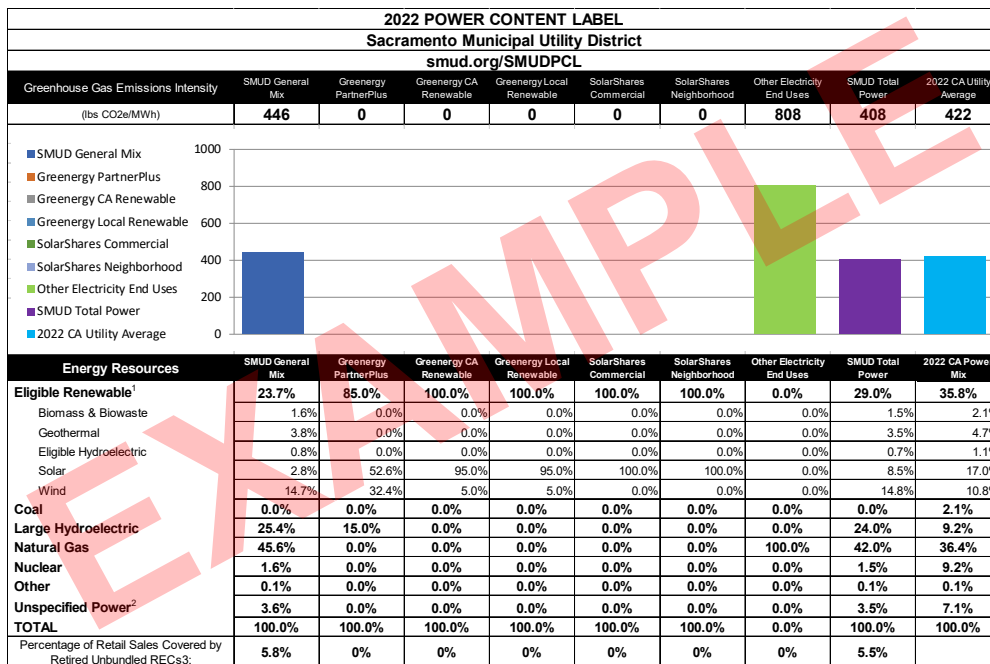 2022 POWER CONTENT LABEL
Sacramento Municipal Utility District
smud.org/SMUDPCL
Greenhouse Gas Emissions Intensity SMUD General Mix Greenergy PartnerPlus Greenergy CA Renewable Greenergy Local Renewable SolarShares Commercial SolarShares Neighborhood Other Electricity End Uses SMUD Total Power 2022 CA Utility Average
(lbs CO2e/MWh) 446 0 0 0 0 0 808 408 422
SMUD General Mix
Greenergy PartnerPlus
Greenergy CA Renewable
Greenergy Local Renewable
SolarShares Commercial
SolarShares Neighborhood
Other Electricity End Uses
SMUD Total Power
2022 CA Utility Average
1000
800
600
400
200
0
EXAMPLE
Energy Resources SMUD General Mix Greenergy PartnerPlus Greenergy CA Renewable Greenergy Local Renewable SolarShares Commercial SolarShares Neighborhood Other Electricity End Uses SMUD Total Power 2022 CA Power Mix
Eligible Renewable¹ 23.7% 85.0% 100.0% 100.0% 100.0% 100.0% 0.0% 29.0% 35.8%
Biomass & Biowaste 1.6% 0.0% 0.0% 0.0% 0.0% 0.0% 0.0% 1.5% 2.1%
Geothermal 3.8% 0.0% 0.0% 0.0% 0.0% 0.0% 0.0% 3.5% 4.7%
Eligible Hydroelectric 0.8% 0.0% 0.0% 0.0% 0.0% 0.0% 0.0% 0.7% 1.1%
Solar 2.8% 52.6% 95.0% 95.0% 100.0% 100.0% 0.0% 8.5% 17.0%
Wind 14.7% 32.4% 5.0% 5.0% 0.0% 0.0% 0.0% 14.8% 10.8%
Coal 0.0% 0.0% 0.0% 0.0% 0.0% 0.0% 0.0% 0.0% 2.1%
Large Hydroelectric 25.4% 15.0% 0.0% 0.0% 0.0% 0.0% 0.0% 24.0% 9.2%
Natural Gas 45.6% 0.0% 0.0% 0.0% 0.0% 0.0% 100.0% 42.0% 36.4%
Nuclear 1.6% 0.0% 0.0% 0.0% 0.0% 0.0% 0.0% 1.5% 9.2%
Other 0.1% 0.0% 0.0% 0.0% 0.0% 0.0% 0.0% 0.1% 0.1%
Unspecified Power² 3.6% 0.0% 0.0% 0.0% 0.0% 0.0% 0.0% 3.5% 7.1%
TOTAL 100.0% 100.0% 100.0% 100.0% 100.0% 100.0% 0.0% 100.0% 100.0%
Percentage of Retail Sales Covered by
Retired Unbundled RECs3: 5.8% 0% 0% 0% 0% 0% 0% 5.5%